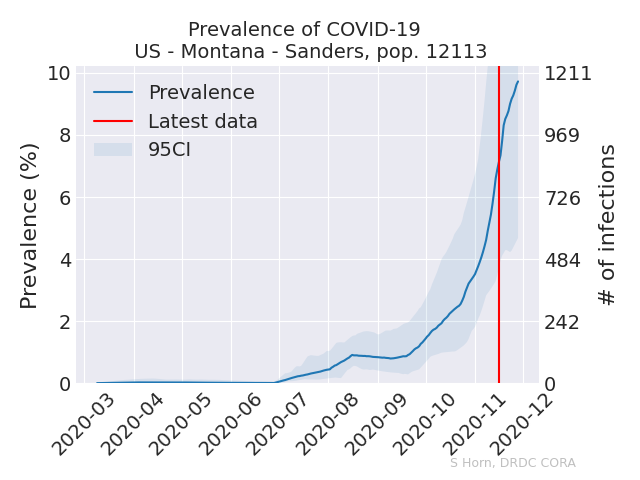 Prevalence of COVID-19
US - Montana - Sanders, pop. 12113
Prevalence
Latest data
95CI
Prevalence (%)
10
8
6
4
2
0
1211
969
726
484
242
0
# of infections
2020-03
2020-04
2020-05
2020-06
2020-07
2020-08
2020-09
2020-10
2020-11
2020-12
S Horn, DRDC CORA